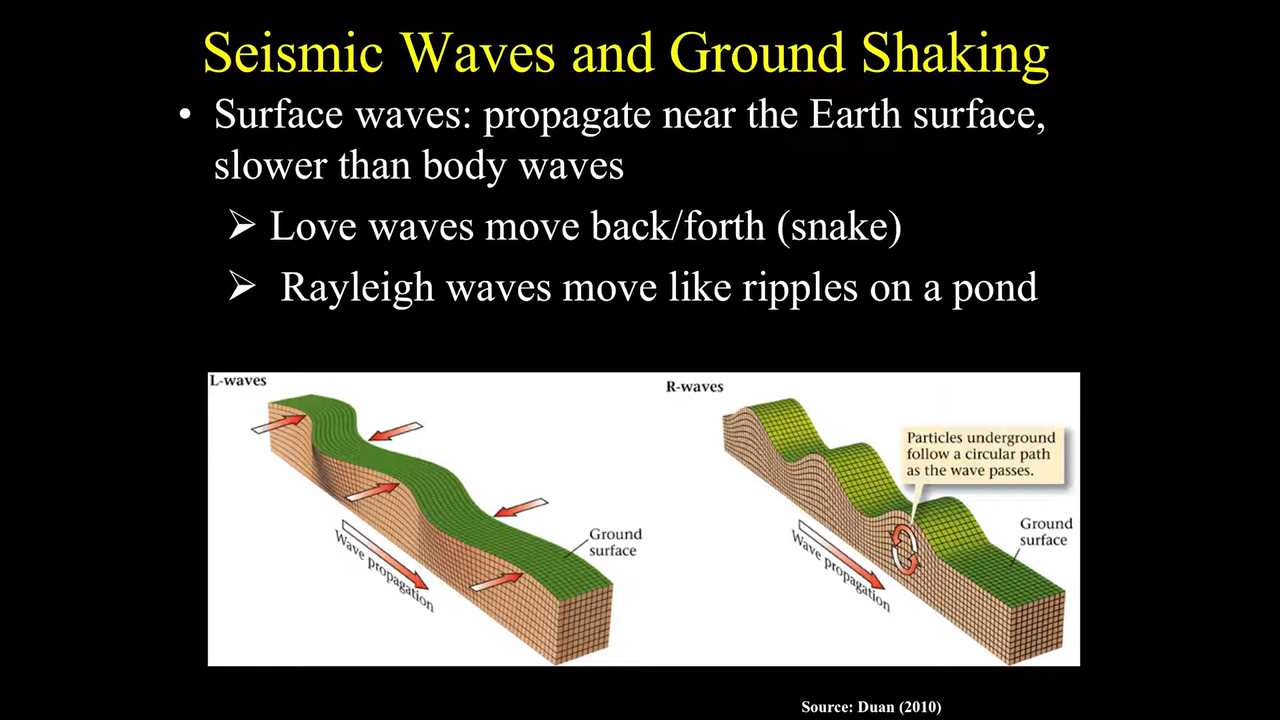 Seismic Waves and Ground Shaking
• Surface waves: propagate near the Earth surface,
slower than body waves
➢ Love waves move back/forth (snake)
➢ Rayleigh waves move like ripples on a pond
L-waves
Ground
surface
Wave propagation
R-waves
Particles underground
follow a circular path
as the wave passes.
Ground
surface
Wave propagation
Source: Duan (2010)